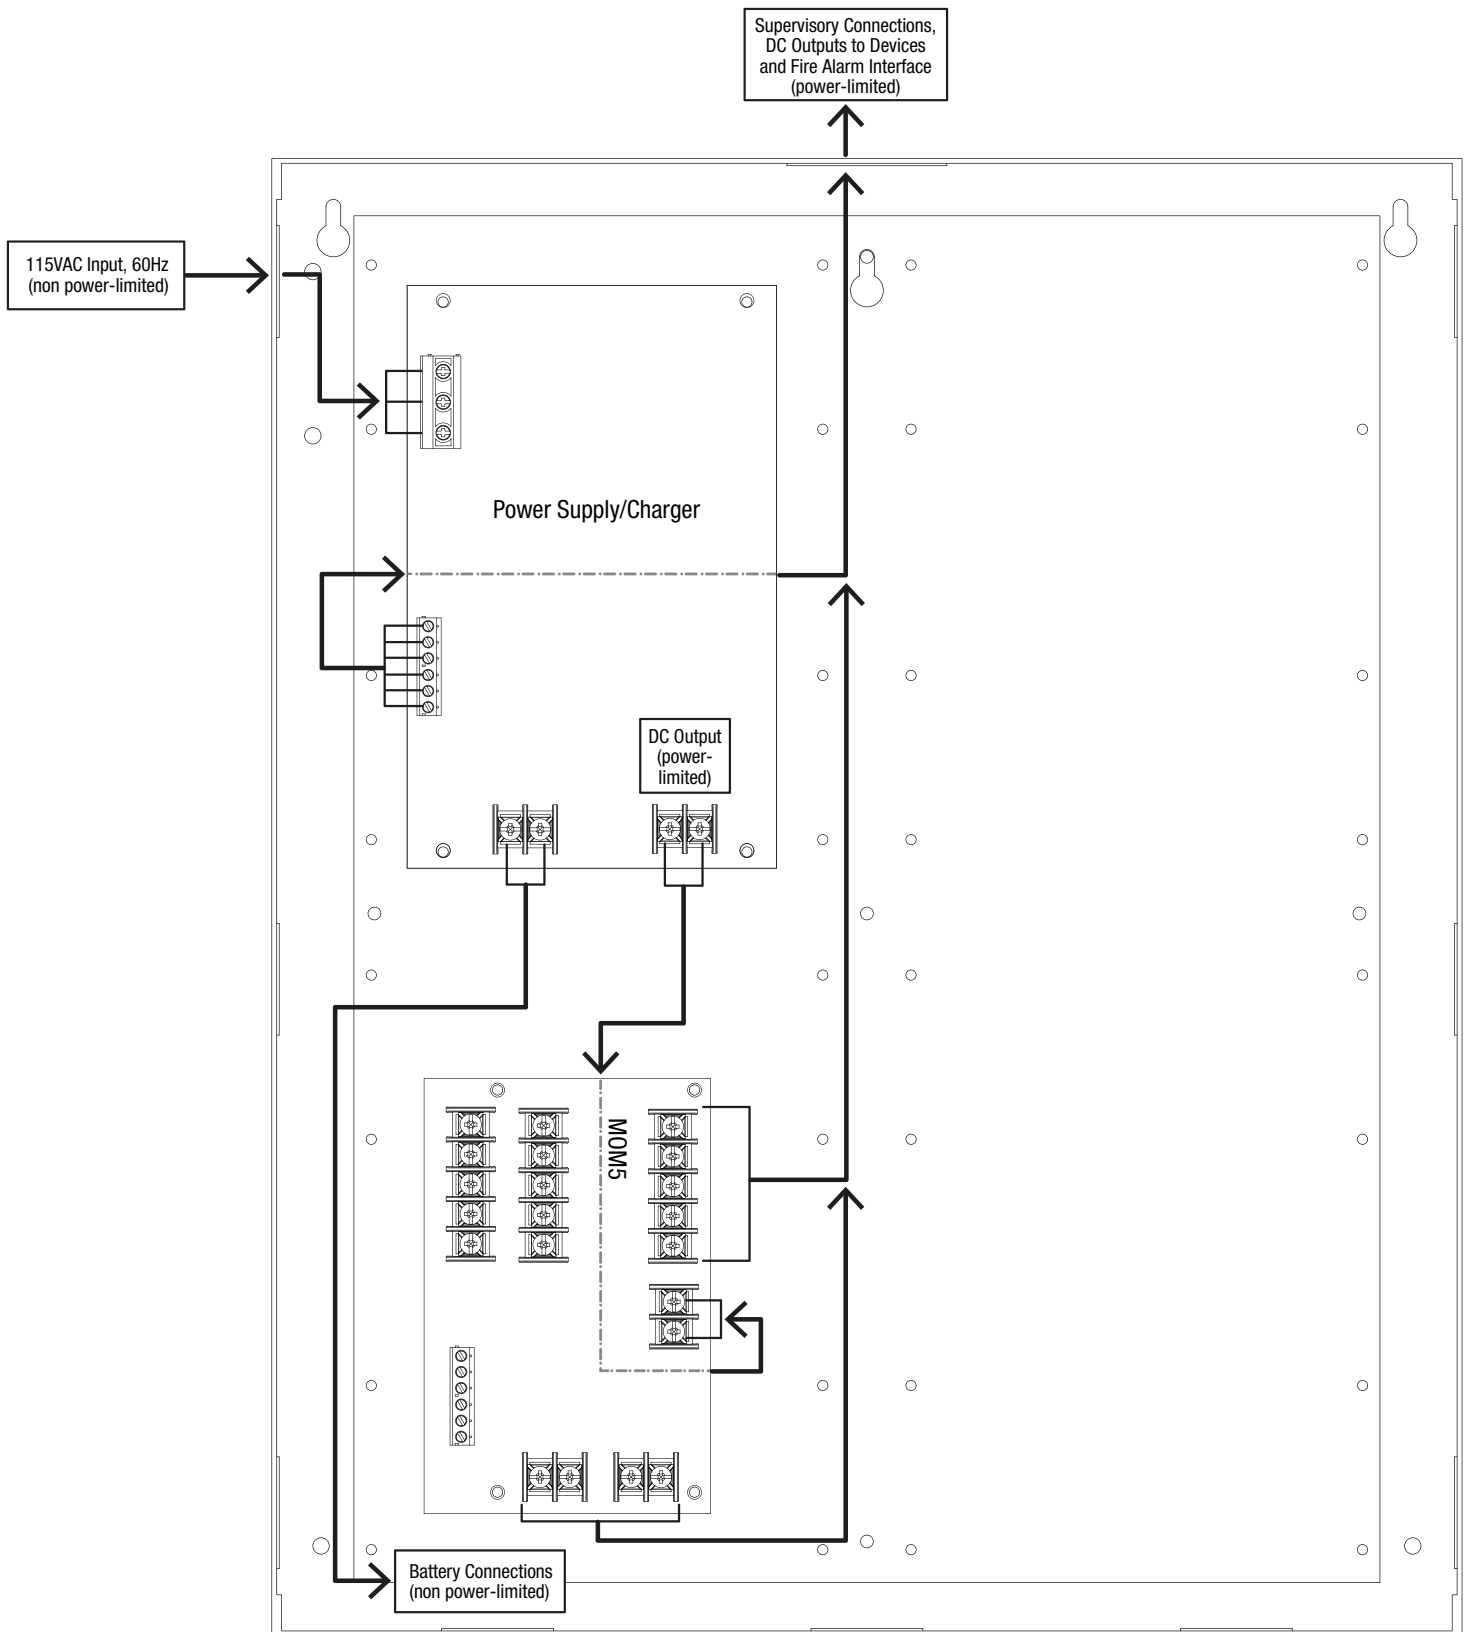 Supervisory Connections,
DC Outputs to Devices
and Fire Alarm Interface
(power-limited)
115VAC Input, 60Hz
(non power-limited)
Power Supply/Charger
DC Output
(power-
limited)
MOM5
Battery Connections
(non power-limited)